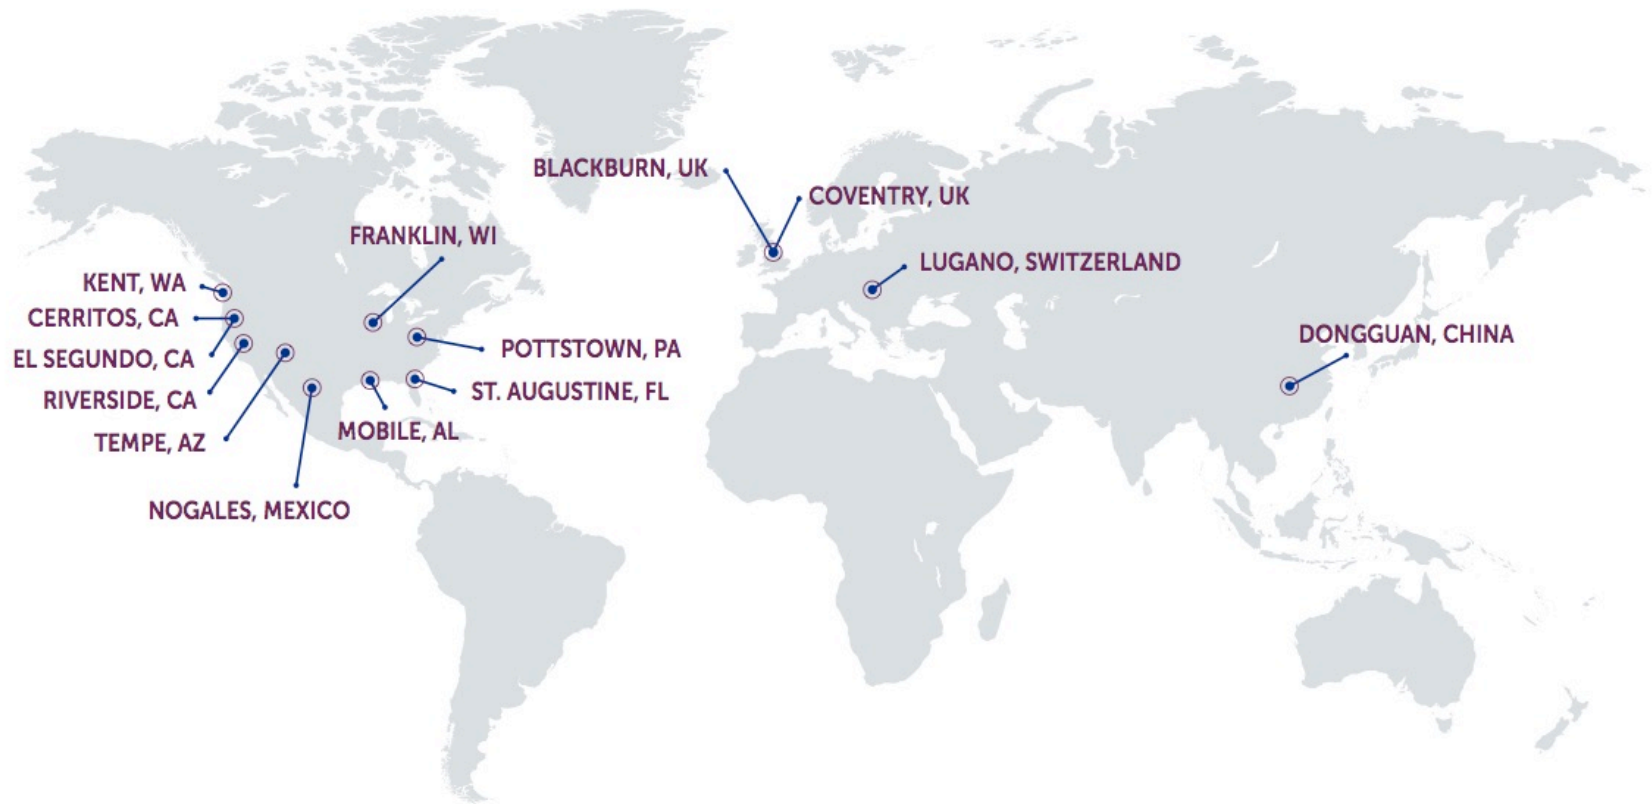 BLACKBURN, UK
COVENTRY, UK
FRANKLIN, WI
LUGANO, SWITZERLAND
KENT, WA
CERRITOS, CA
DONGGUAN, CHINA
POTTSTOWN, PA
EL SEGUNDO, CA
ST. AUGUSTINE, FL
RIVERSIDE, CA
MOBILE, AL
TEMPE, AZ
NOGALES, MEXICO